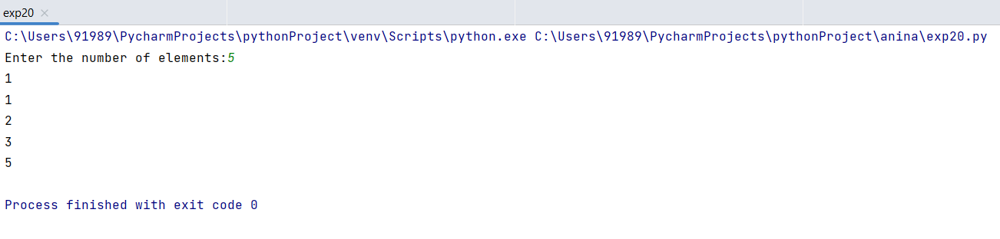 exp20
C:\Users\91989\PycharmProjects\pythonProject\venv\Scripts\python.exe C:\Users\91989\PycharmProjects\pythonProject\anina\exp20.py
Enter the number of elements:5
1
1
2
3
5
Process finished with exit code 0